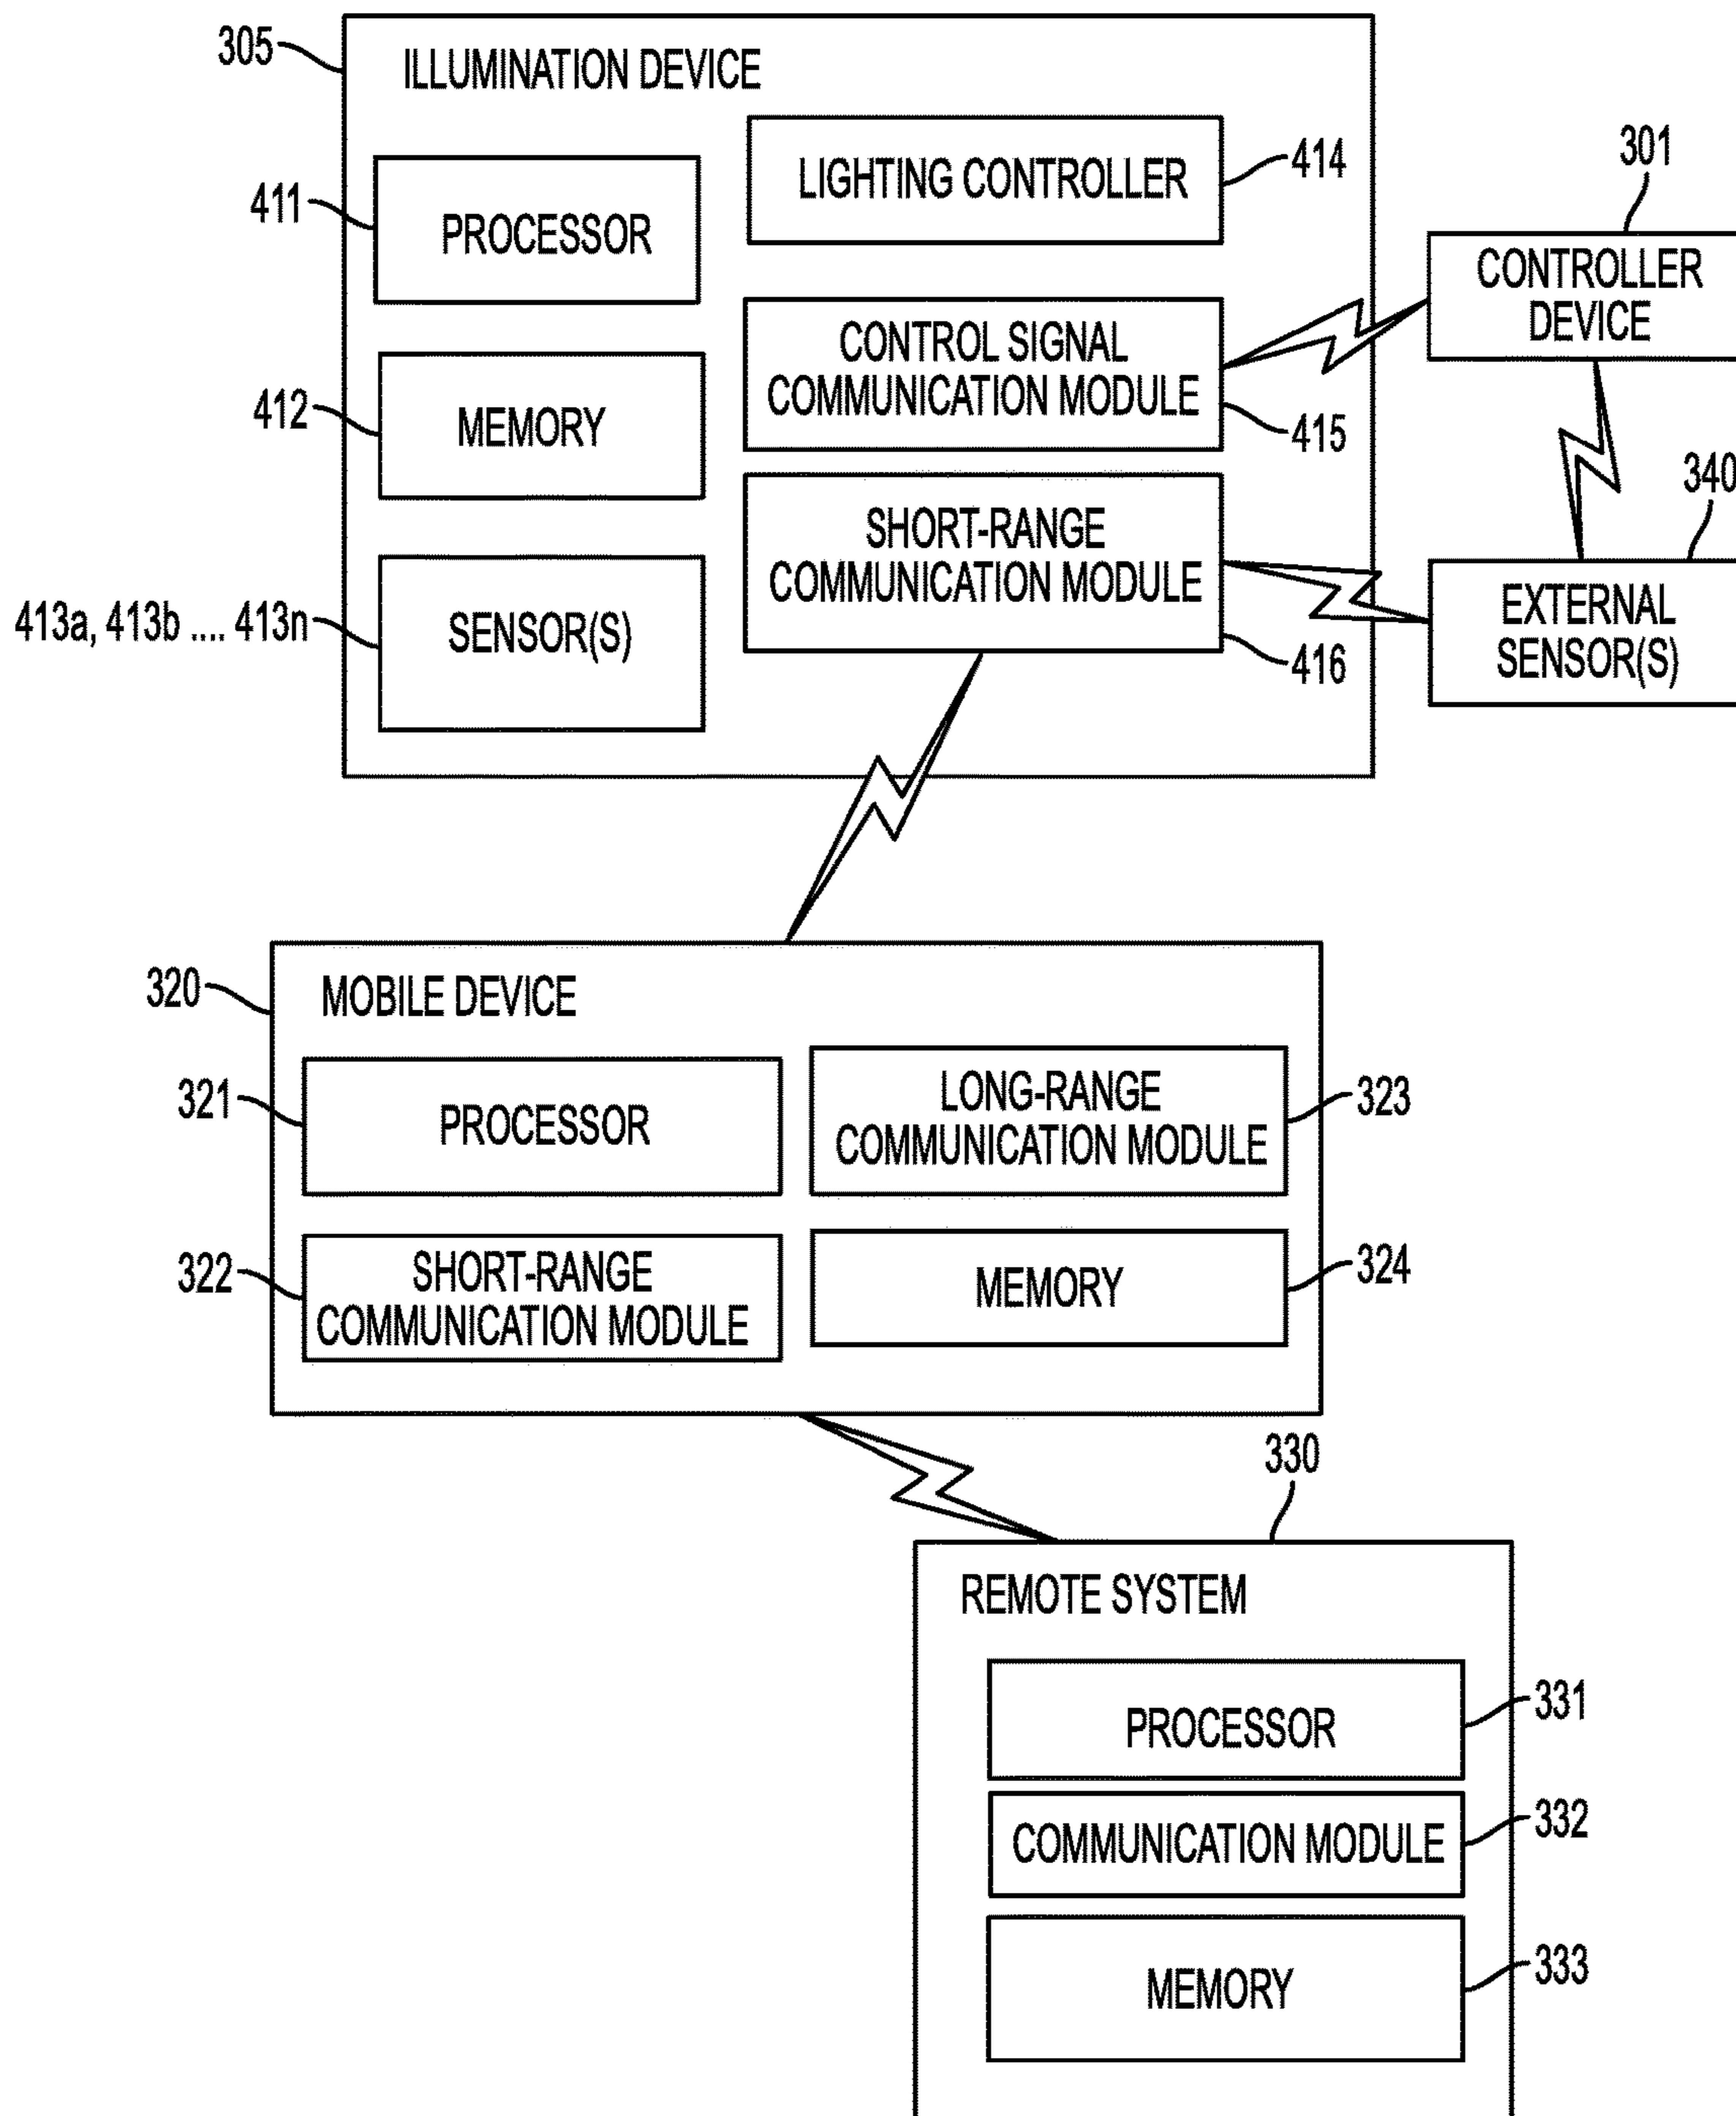 305
ILLUMINATION DEVICE
411
PROCESSOR
LIGHTING CONTROLLER
414
412
MEMORY
CONTROL SIGNAL
COMMUNICATION MODULE
415
413a, 413b .... 413n
SENSOR(S)
SHORT-RANGE
COMMUNICATION MODULE
416
301
CONTROLLER
DEVICE
340
EXTERNAL
SENSOR(S)
320
MOBILE DEVICE
321
PROCESSOR
LONG-RANGE
COMMUNICATION MODULE
323
322
SHORT-RANGE
COMMUNICATION MODULE
MEMORY
324
330
REMOTE SYSTEM
PROCESSOR
331
COMMUNICATION MODULE
332
MEMORY
333